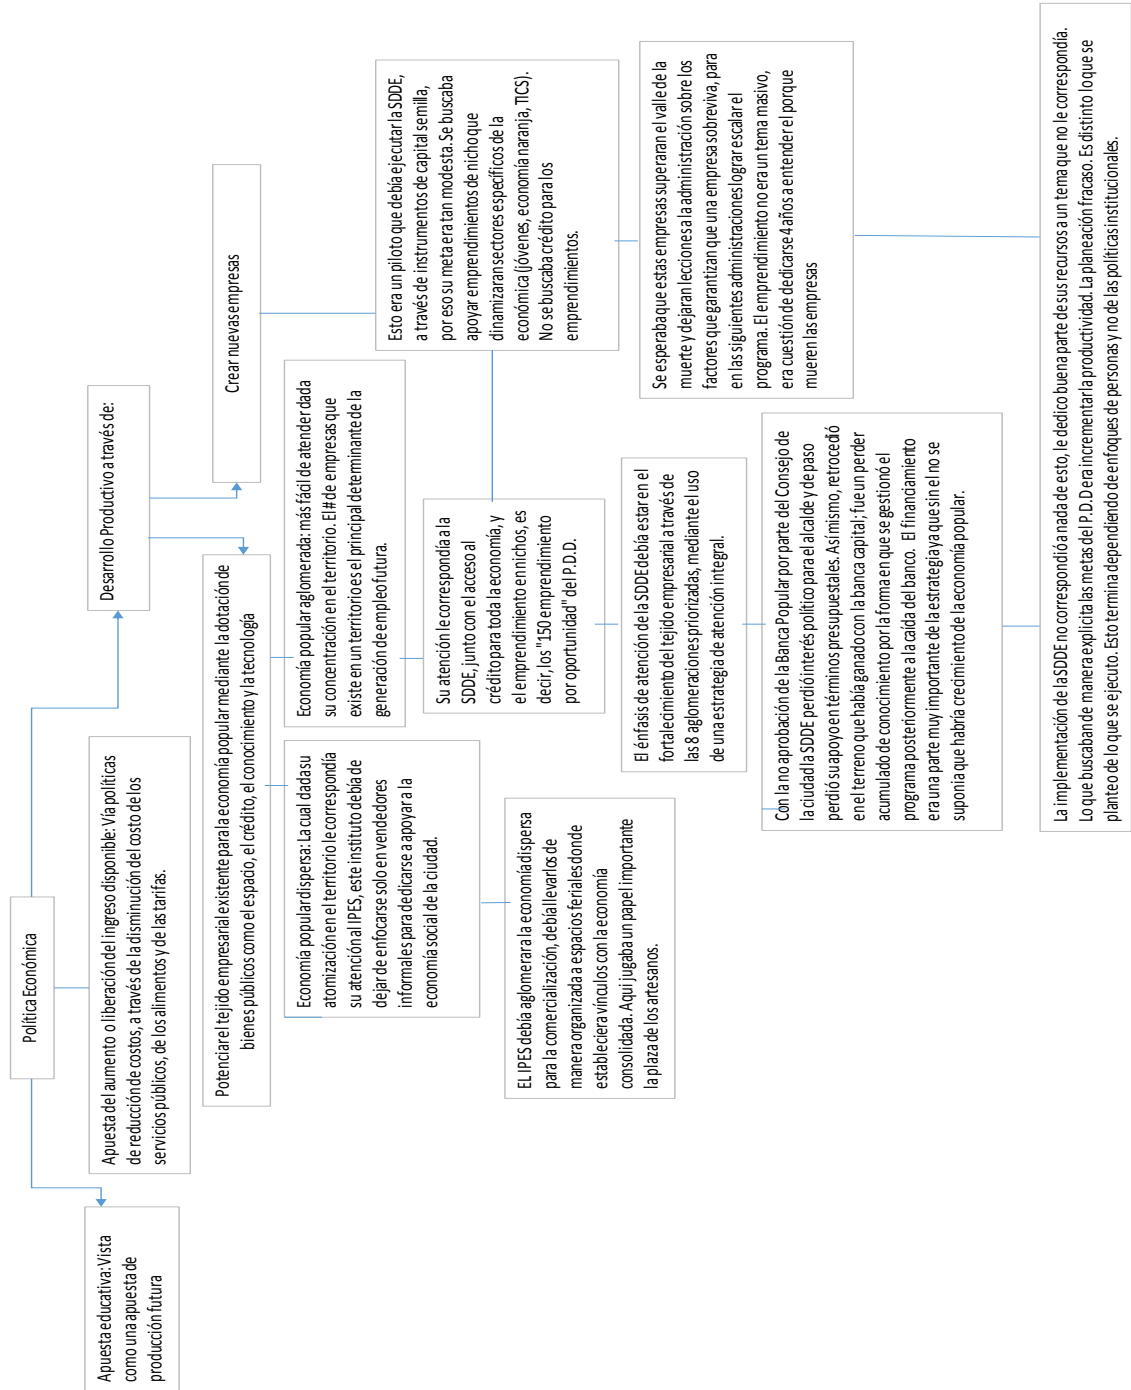 Política Económica
Apuesta educativa: Vista
como una apuesta de
producción futura
Apuesta del aumento o liberación del ingreso disponible: Vía políticas
de reducción de costos, a través de la disminución del costo de los
servicios públicos, de los alimentos y de las tarifas.
Desarrollo Productivo a través de:
Potenciar el tejido empresarial existente para la economía popular mediante la dotación de
bienes públicos como el espacio, el crédito, el conocimiento y la tecnología
Crear nuevas empresas
Economía popular dispersa: La cual dada su
atomización en el territorio le correspondía
su atención al IPES, este instituto debía de
dejar de enfocarse solo en vendedores
informales para dedicarse a apoyar a la
economía social de la ciudad.
Economía popular aglomerada: más fácil de atender dada
su concentración en el territorio. El # de empresas que
existe en un territorio es el principal determinante de la
generación de empleo futura.
Esto era un piloto que debía ejecutar la SDDE,
a través de instrumentos de capital semilla,
por eso su meta era tan modesta. Se buscaba
apoyar emprendimientos de nicho que
dinamizaran sectores específicos de la
económica (jóvenes, economía naranja, TICS).
No se buscaba crédito para los
emprendimientos.
Su atención le correspondía a la
SDDE, junto con el acceso al
crédito para toda la economía, y
el emprendimiento en nichos, es
decir, los "150 emprendimiento
por oportunidad" del P.D.D.
EL IPES debía aglomerar a la economía dispersa
para la comercialización, debía llevarlos de
manera organizada a espacios feriales donde
estableciera vínculos con la economía
consolidada. Aquí jugaba un papel importante
la plaza de los artesanos.
El énfasis de atención de la SDDE debía estar en el
fortalecimiento del tejido empresarial a través de
las 8 aglomeraciones priorizadas, mediante el uso
de una estrategia de atención integral.
Se esperaba que estas empresas superaran el valle de la
muerte y dejaran lecciones a la administración sobre los
factores que garantizan que una empresa sobreviva, para
en las siguientes administraciones lograr escalar el
programa. El emprendimiento no era un tema masivo,
era cuestión de dedicarse 4 años a entender el porque
mueren las empresas
Con la no aprobación de la Banca Popular por parte del Consejo de
la ciudad la SDDE perdió interés político para el alcalde y de paso
perdió su apoyo en términos presupuestales. Así mismo, retrocedió
en el terreno que había ganado con la banca capital; fue un perder
acumulado de conocimiento por la forma en que se gestionó el
programa posteriormente a la caída del banco. El financiamiento
era una parte muy importante de la estrategia ya que sin el no se
suponia que habría crecimiento de la economía popular.
La implementación de la SDDE no correspondió a nada de esto, le dedico buena parte de sus recursos a un tema que no le correspondía.
Lo que buscaban de manera explicita las metas del P.D.D era incrementar la productividad. La planeación fracaso. Es distinto lo que se
planteo de lo que se ejecuto. Esto termina dependiendo de enfoques de personas y no de las políticas institucionales.